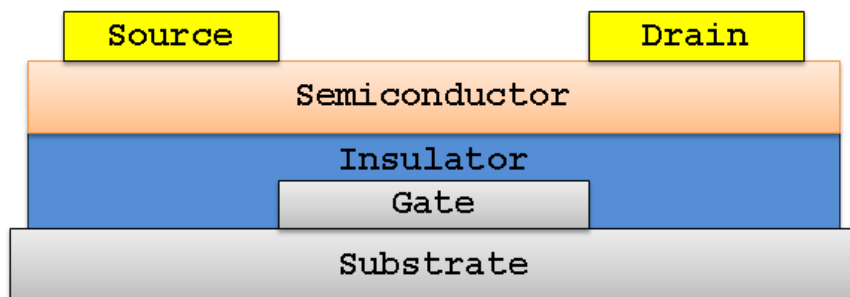 Source Drain
Semiconductor
Insulator
Gate
Substrate